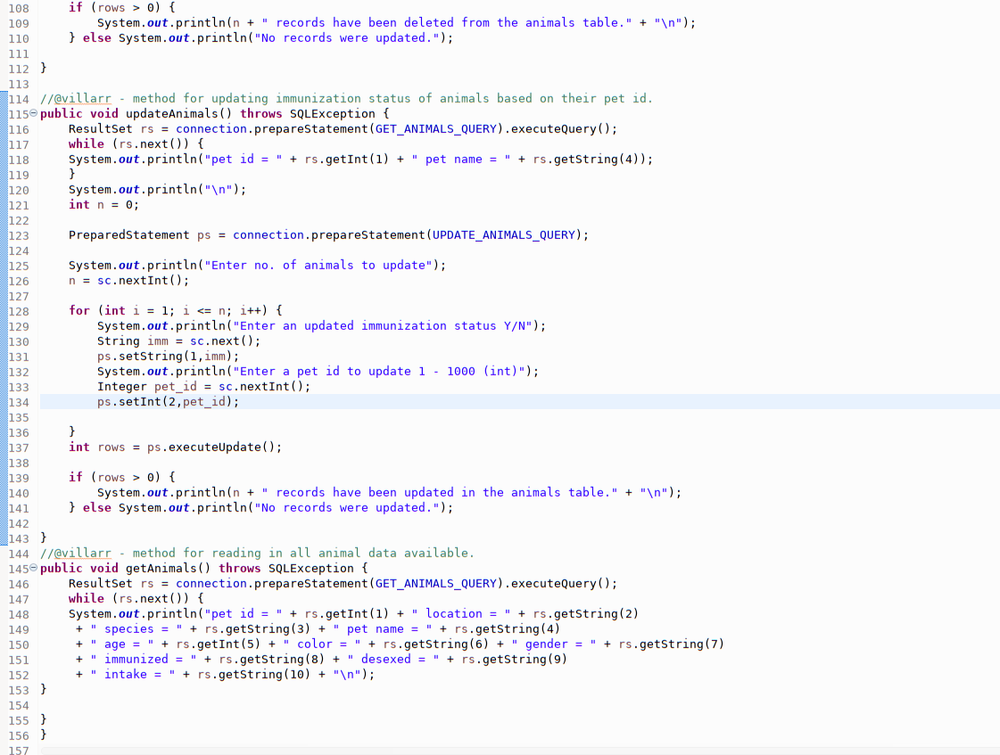 108 if (rows > 0) {
109 System.out.println(n + " records have been deleted from the animals table." + "\n");
110 } else System.out.println("No records were updated.");
111
112 }
113
114 //@villarr - method for updating immunization status of animals based on their pet id.
115 public void updateAnimals() throws SQLException {
116 ResultSet rs = connection.prepareStatement(GET_ANIMALS_QUERY).executeQuery();
117 while (rs.next()) {
118 System.out.println("pet id = " + rs.getInt(1) + " pet name = " + rs.getString(4));
119 }
120 System.out.println("\n");
121 int n = 0;
122
123 PreparedStatement ps = connection.prepareStatement(UPDATE_ANIMALS_QUERY);
124
125 System.out.println("Enter no. of animals to update");
126 n = sc.nextInt();
127
128 for (int i = 1; i <= n; i++) {
129 System.out.println("Enter an updated immunization status Y/N");
130 String imm = sc.next();
131 ps.setString(1,imm);
132 System.out.println("Enter a pet id to update 1 - 1000 (int)");
133 Integer pet_id = sc.nextInt();
134 ps.setInt(2,pet_id);
135
136 }
137 int rows = ps.executeUpdate();
138
139 if (rows > 0) {
140 System.out.println(n + " records have been updated in the animals table." + "\n");
141 } else System.out.println("No records were updated.");
142
143 }
144 //@villarr - method for reading in all animal data available.
145 public void getAnimals() throws SQLException {
146 ResultSet rs = connection.prepareStatement(GET_ANIMALS_QUERY).executeQuery();
147 while (rs.next()) {
148 System.out.println("pet id = " + rs.getInt(1) + " location = " + rs.getString(2)
149 + " species = " + rs.getString(3) + " pet name = " + rs.getString(4)
150 + " age = " + rs.getInt(5) + " color = " + rs.getString(6) + " gender = " + rs.getString(7)
151 + " immunized = " + rs.getString(8) + " desexed = " + rs.getString(9)
152 + " intake = " + rs.getString(10) + "\n");
153 }
154
155 }
156 }
157